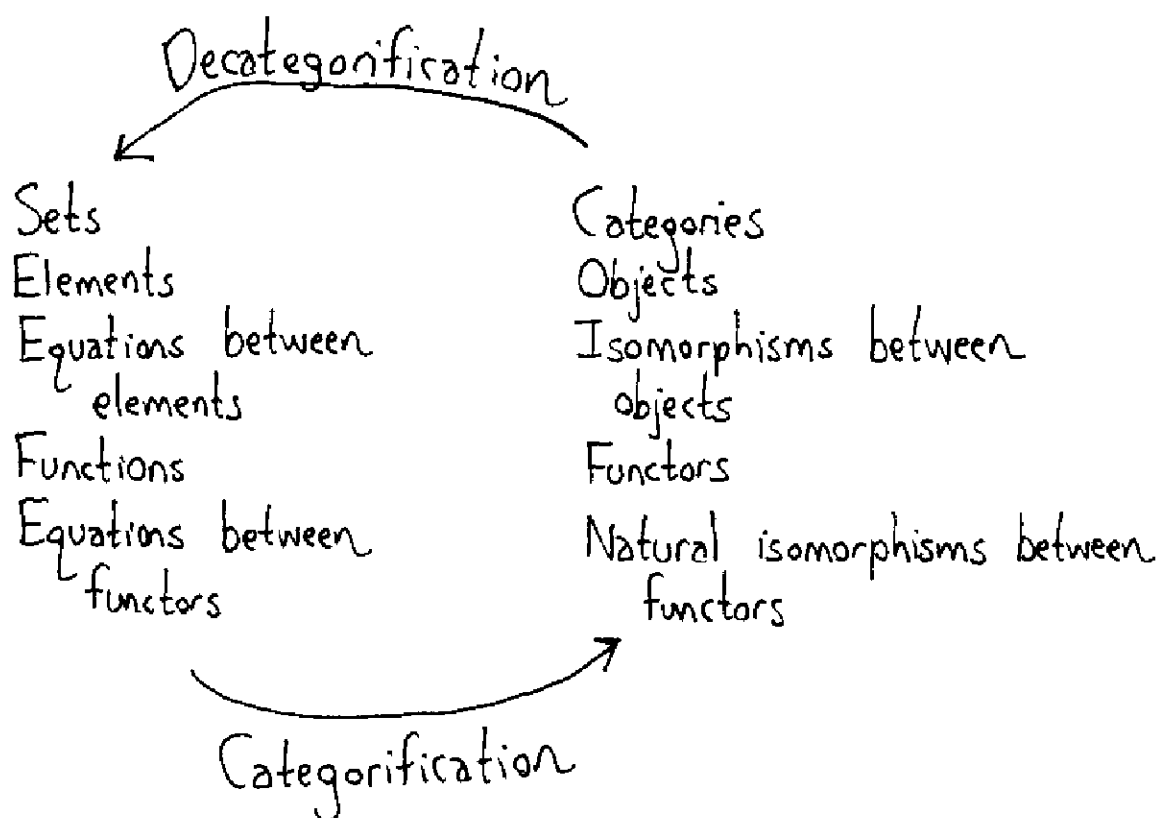 Decategorification
Sets
Elements
Equations between
elements
Functions
Equations between
functors
Categories
Objects
Isomorphisms between
objects
Functors
Natural isomorphisms between
functors
Categorification